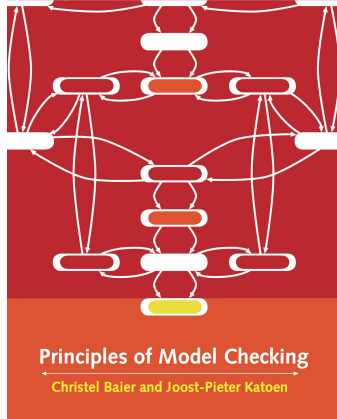 Principles of Model Checking
Christel Baier and Joost-Pieter Katoen